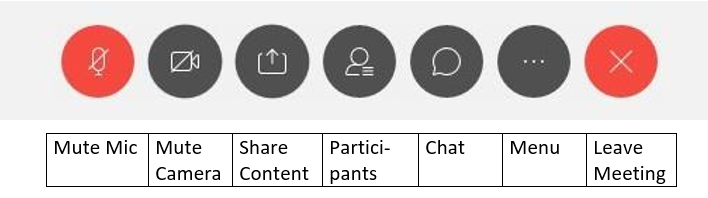 Mute Mic
Mute
Camera
Share
Content
Partici-
pants
Chat
Menu
Leave
Meeting